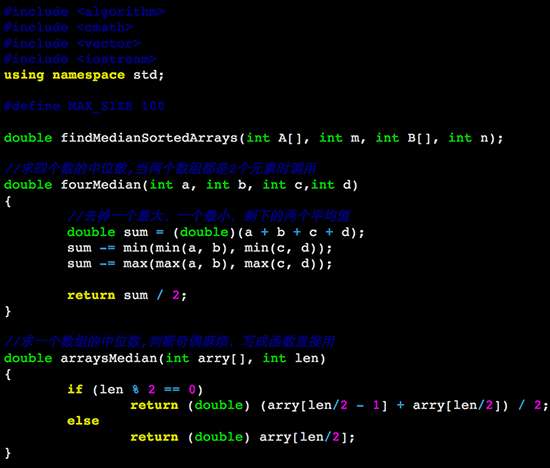 #include <algorithm>
#include <cmath>
#include <vector>
#include <iostream>
using namespace std;
#define MAX_SIZE 100
double findMedianSortedArrays(int A[], int m, int B[], int n);
//求四个数的中位数,当两个数组都是2个元素时调用
double fourMedian(int a, int b, int c,int d)
{
//去掉一个最大，一个最小，剩下的两个平均值
double sum = (double)(a + b + c + d);
sum -= min(min(a, b), min(c, d));
sum -= max(max(a, b), max(c, d));
return sum / 2;
}
//求一个数组的中位数,判断奇偶麻烦，写成函数直接用
double arraysMedian(int arry[], int len)
{
if (len % 2 == 0)
return (double) (arry[len/2 - 1] + arry[len/2]) / 2;
else
return (double) arry[len/2];
}